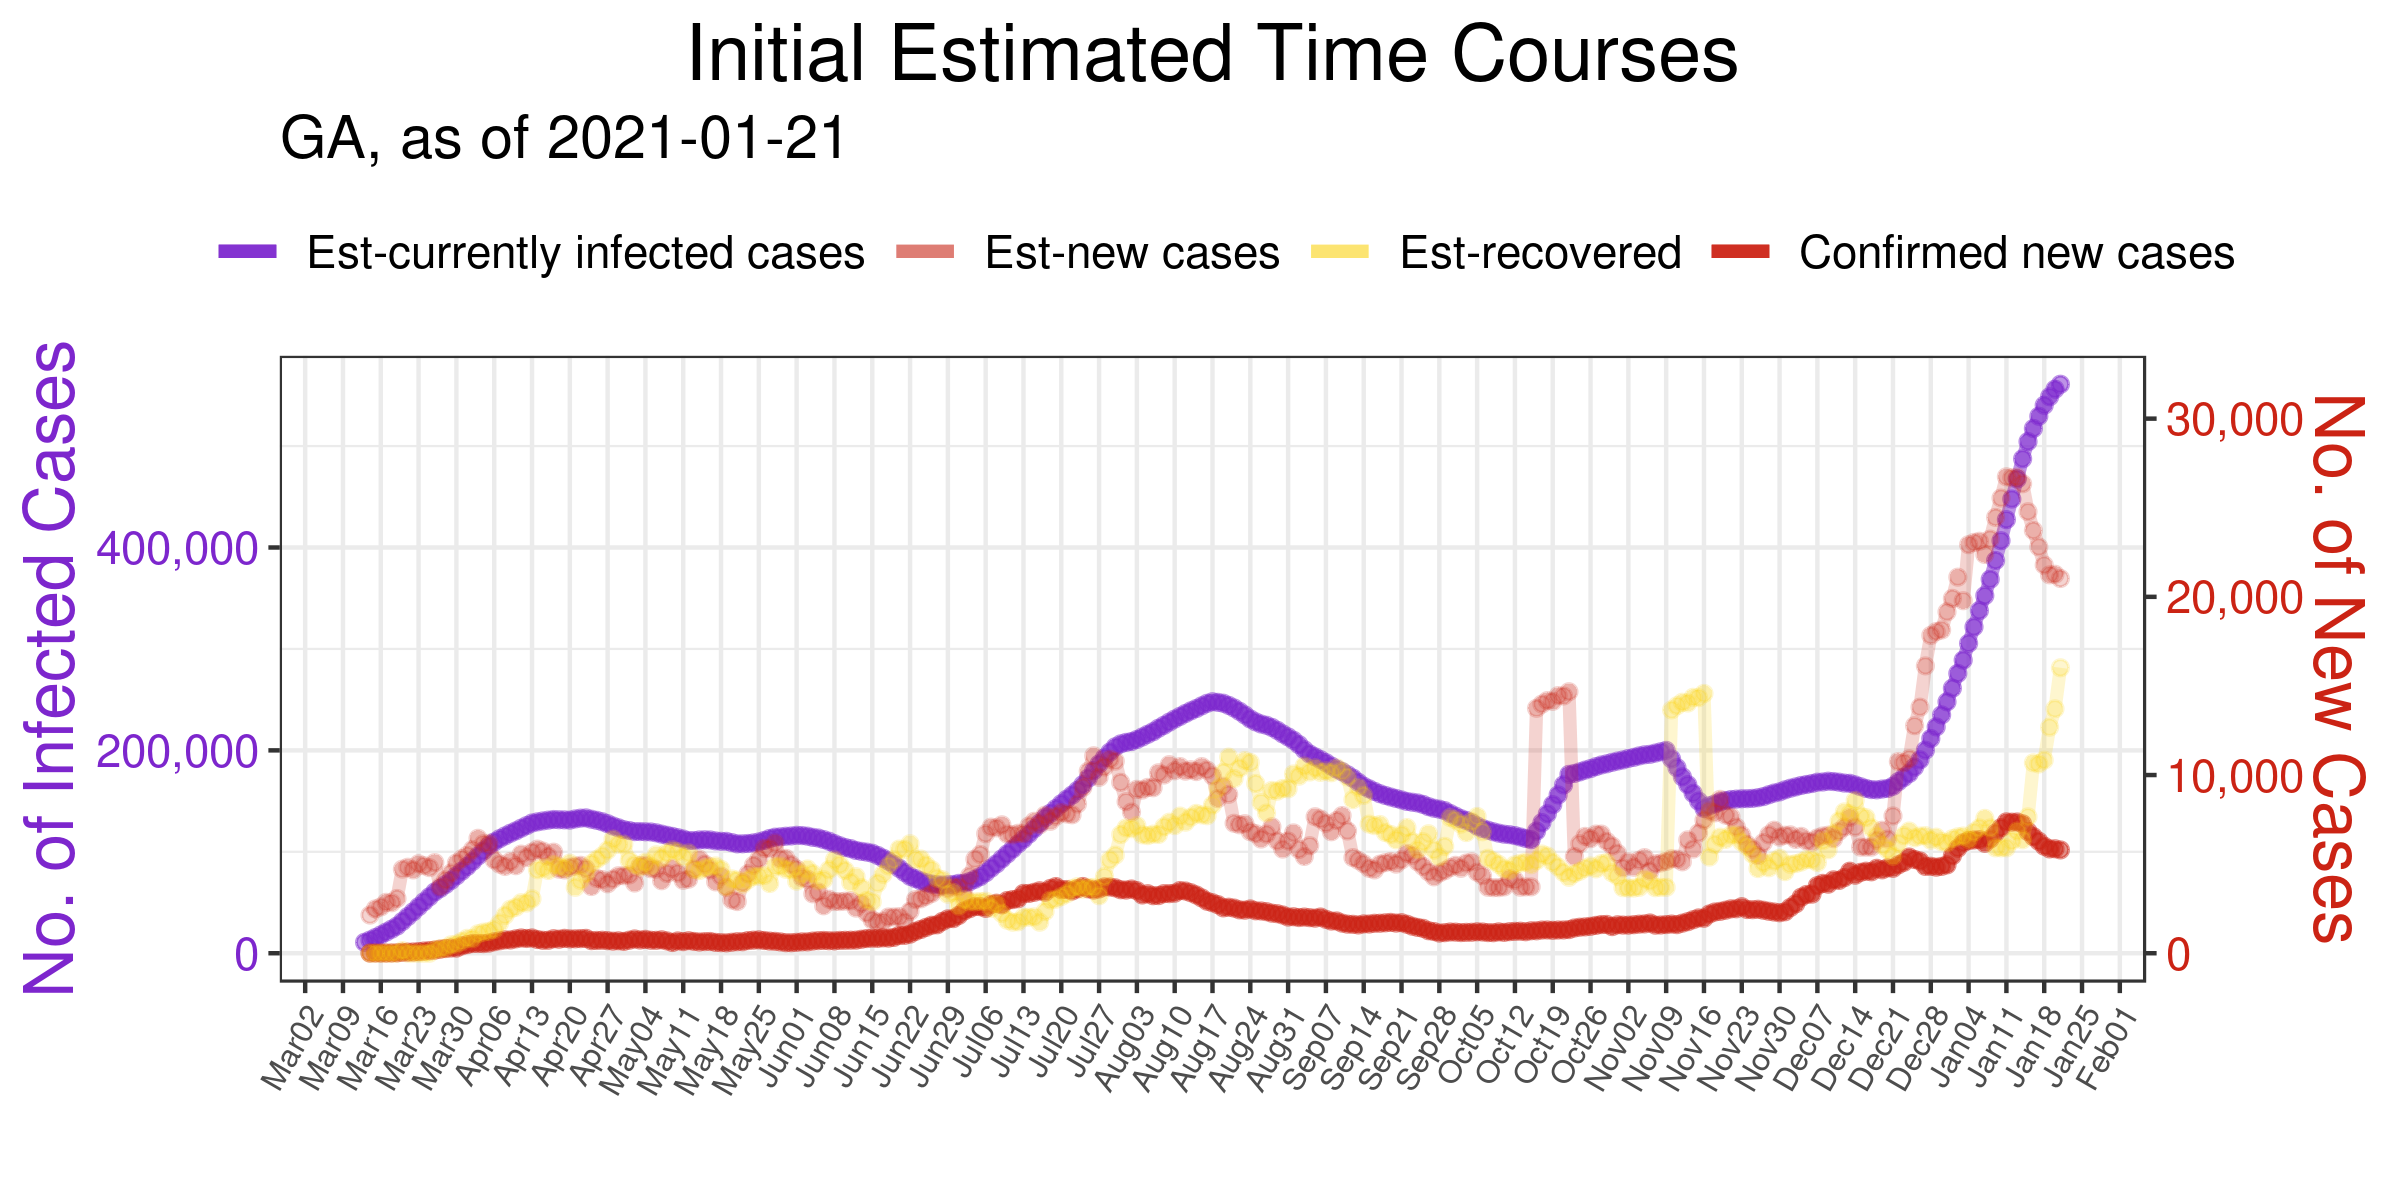 Initial Estimated Time Courses
GA, as of 2021-01-21
Est-currently infected cases
Est-new cases
Est-recovered
Confirmed new cases
No. of Infected Cases
400,000
200,000
0
30,000
20,000
10,000
0
No. of New Cases
Mar02
Mar09
Mar16
Mar23
Mar30
Apr06
Apr13
Apr20
Apr27
May04
May11
May18
May25
Jun01
Jun08
Jun15
Jun22
Jun29
Jul06
Jul13
Jul20
Jul27
Aug03
Aug10
Aug17
Aug24
Aug31
Sep07
Sep14
Sep21
Sep28
Oct05
Oct12
Oct19
Oct26
Nov02
Nov09
Nov16
Nov23
Nov30
Dec07
Dec14
Dec21
Dec28
Jan04
Jan11
Jan18
Jan25
Feb01